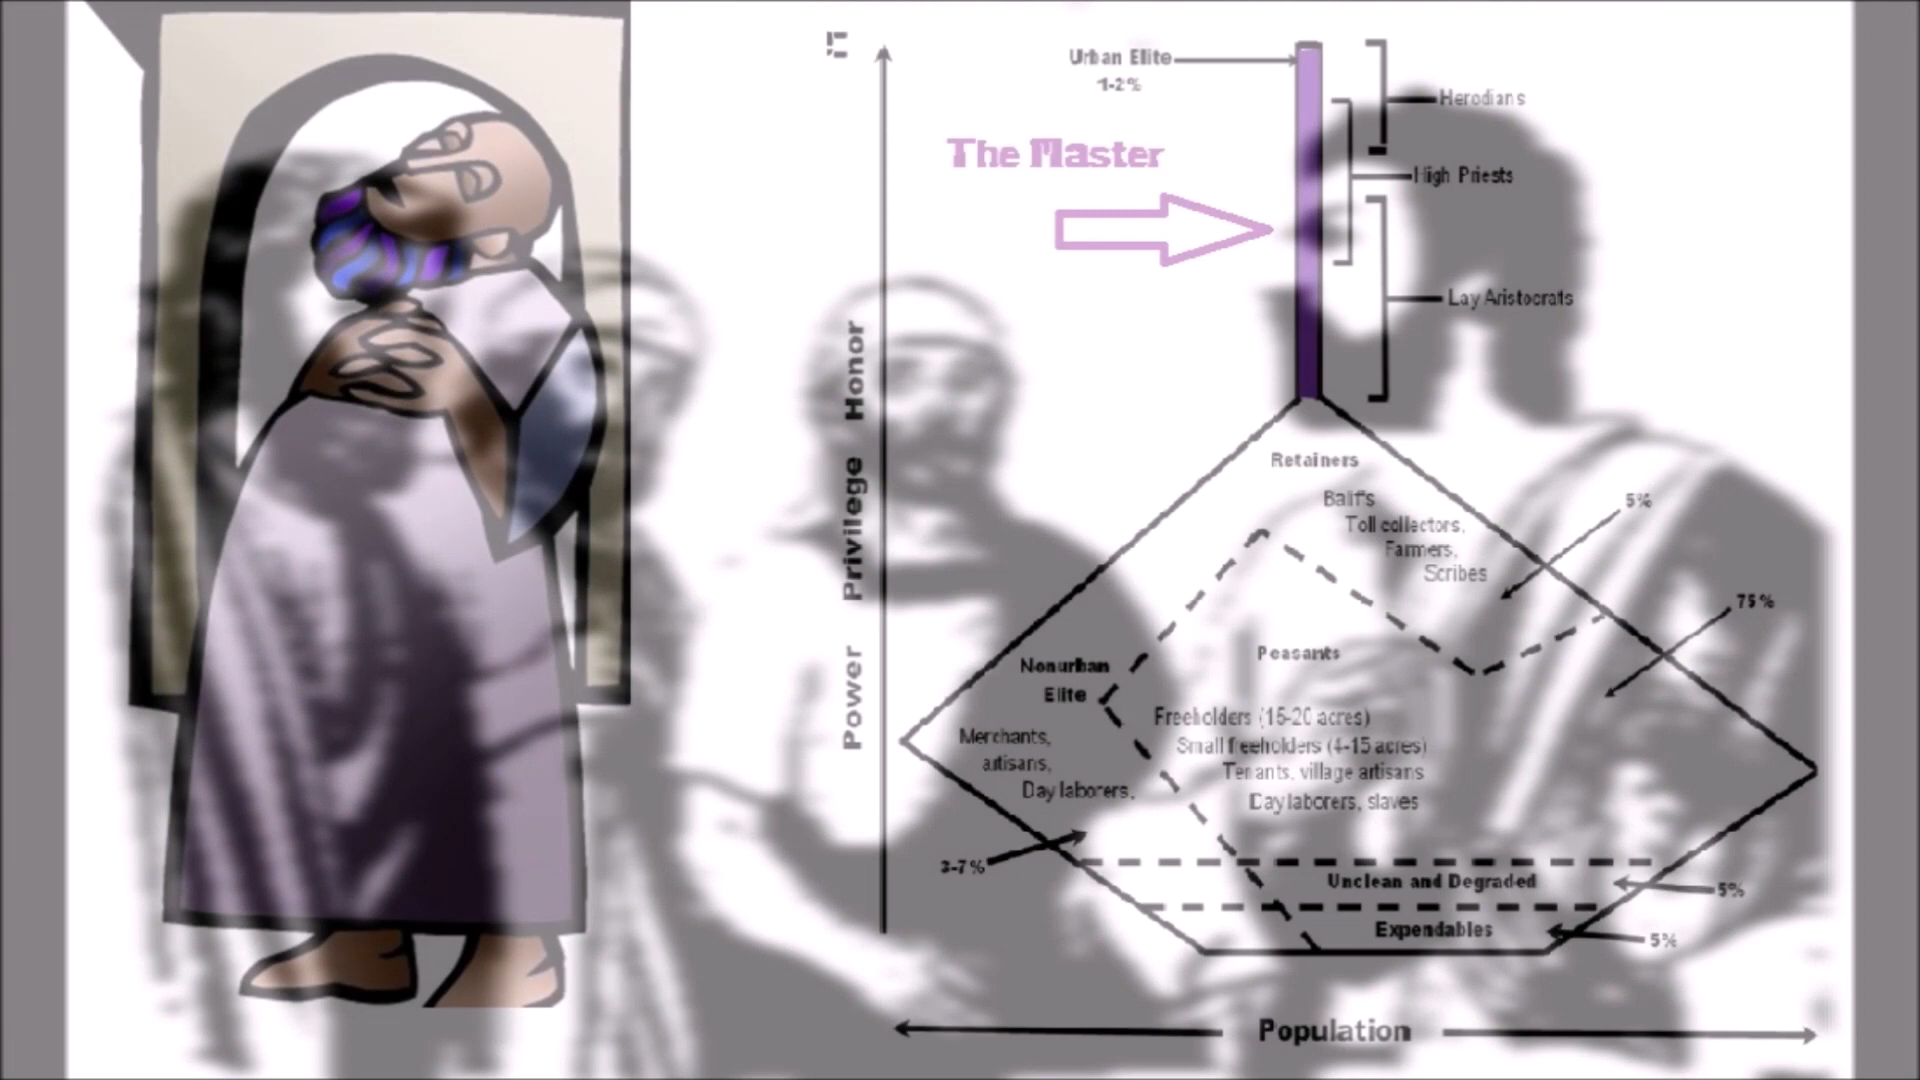 Urban Elite
1-2%
Herodians
The Master
High Priests
Lay Aristocrats
Power Privilege Honor
Retainers
Balif's
Toll collectors,
Farmers,
Scribes
5%
75%
Nonurban
Elite
Peasants
Merchants,
artisans,
Day laborers,
Freeholders (15-20 acres)
Small freeholders (4-15 acres)
Tenants, village artisans
Day laborers, slaves
3-7%
Unclean and Degraded
5%
Expendables
5%
Population